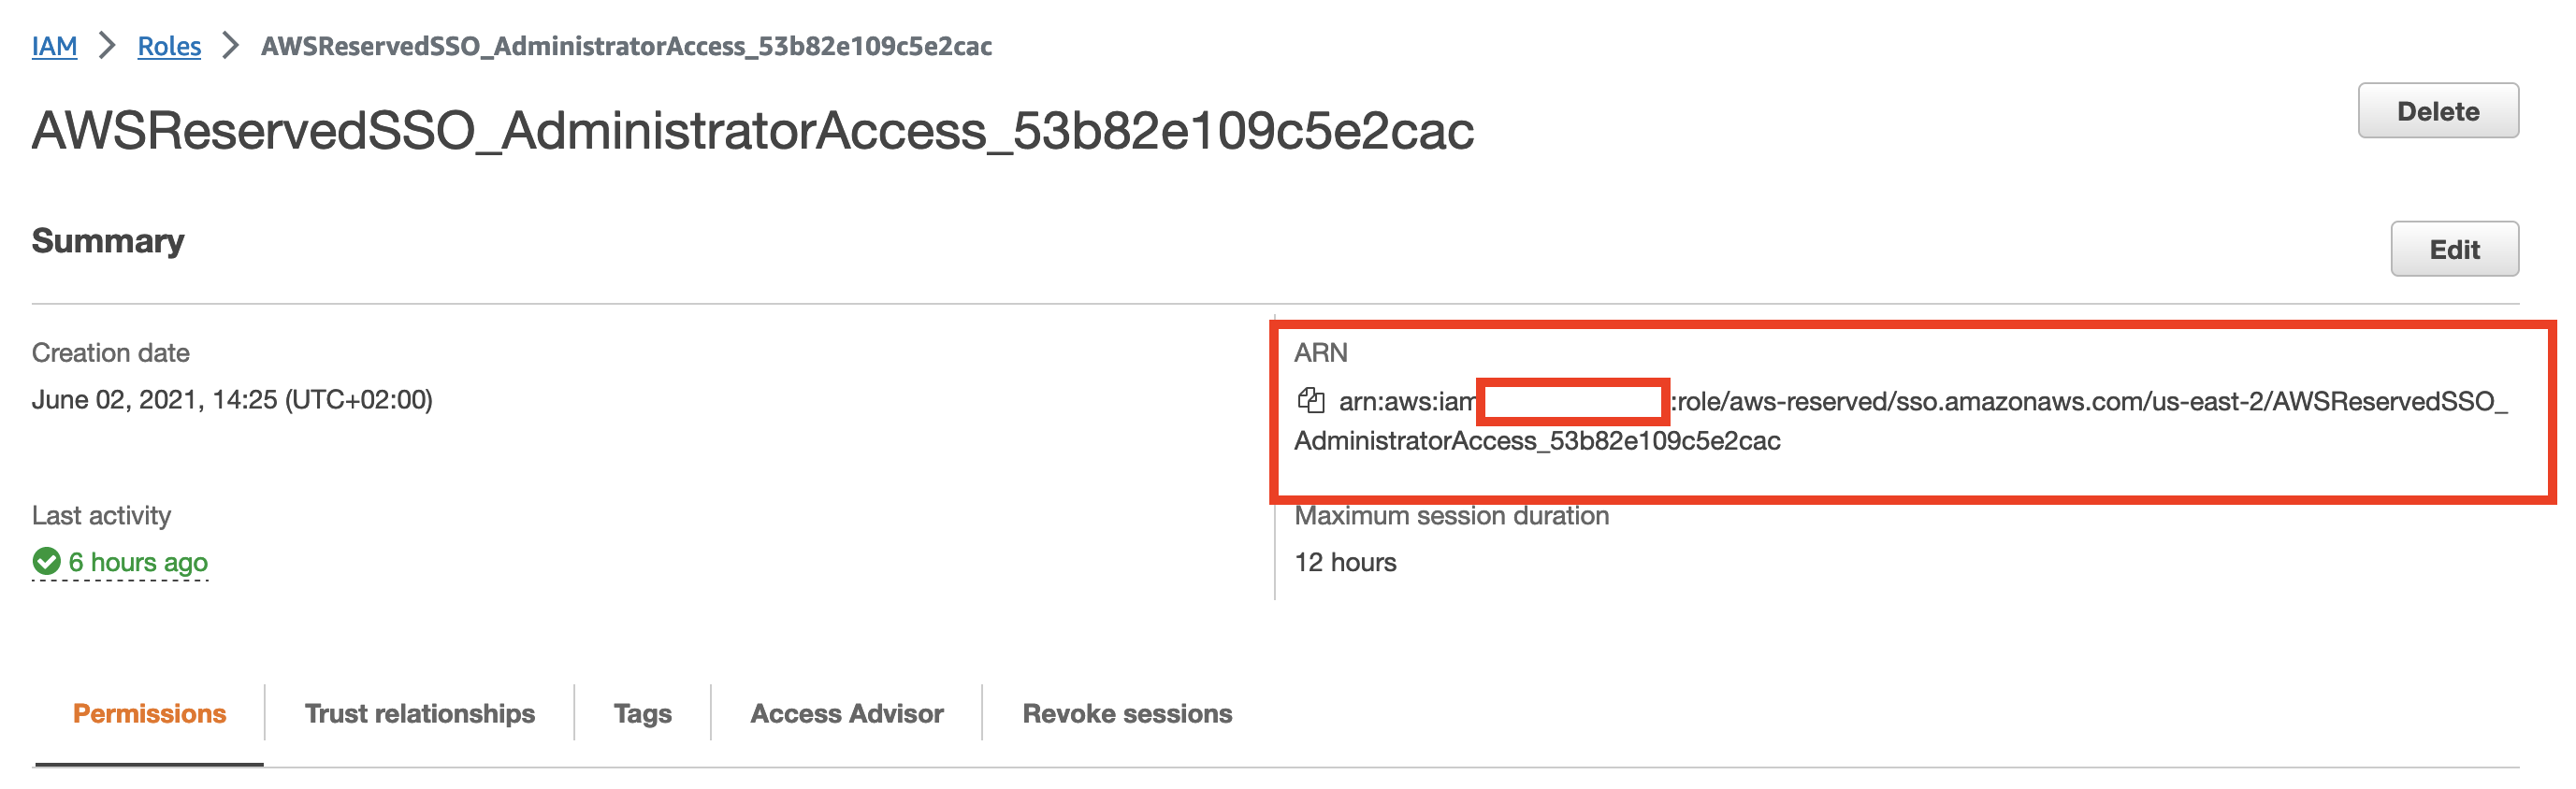 IAM > Roles > AWSReservedSSO_AdministratorAccess_53b82e109c5e2cac
AWSReservedSSO_AdministratorAccess_53b82e109c5e2cac
Delete
Summary
Edit
Creation date
June 02, 2021, 14:25 (UTC+02:00)
ARN
arn:aws:iam :role/aws-reserved/sso.amazonaws.com/us-east-2/AWSReservedSSO_
AdministratorAccess_53b82e109c5e2cac
Last activity
6 hours ago
Maximum session duration
12 hours
Permissions
Trust relationships
Tags
Access Advisor
Revoke sessions